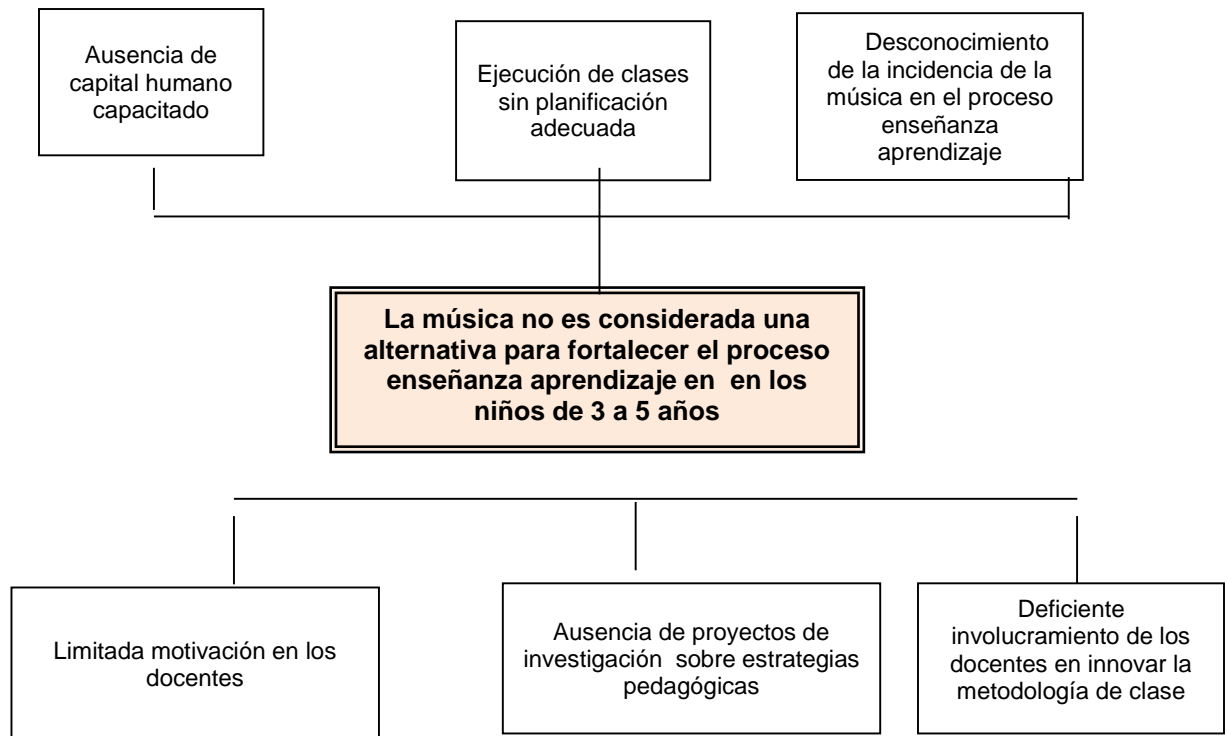 Ausencia de
capital humano
capacitado
Ejecución de clases
sin planificación
adecuada
Desconocimiento
de la incidencia de la
música en el proceso
enseñanza
aprendizaje
La música no es considerada una
alternativa para fortalecer el proceso
enseñanza aprendizaje en en los
niños de 3 a 5 años
Limitada motivación en los
docentes
Ausencia de proyectos de
investigación sobre estrategias
pedagógicas
Deficiente
involucramiento de los
docentes en innovar la
metodología de clase